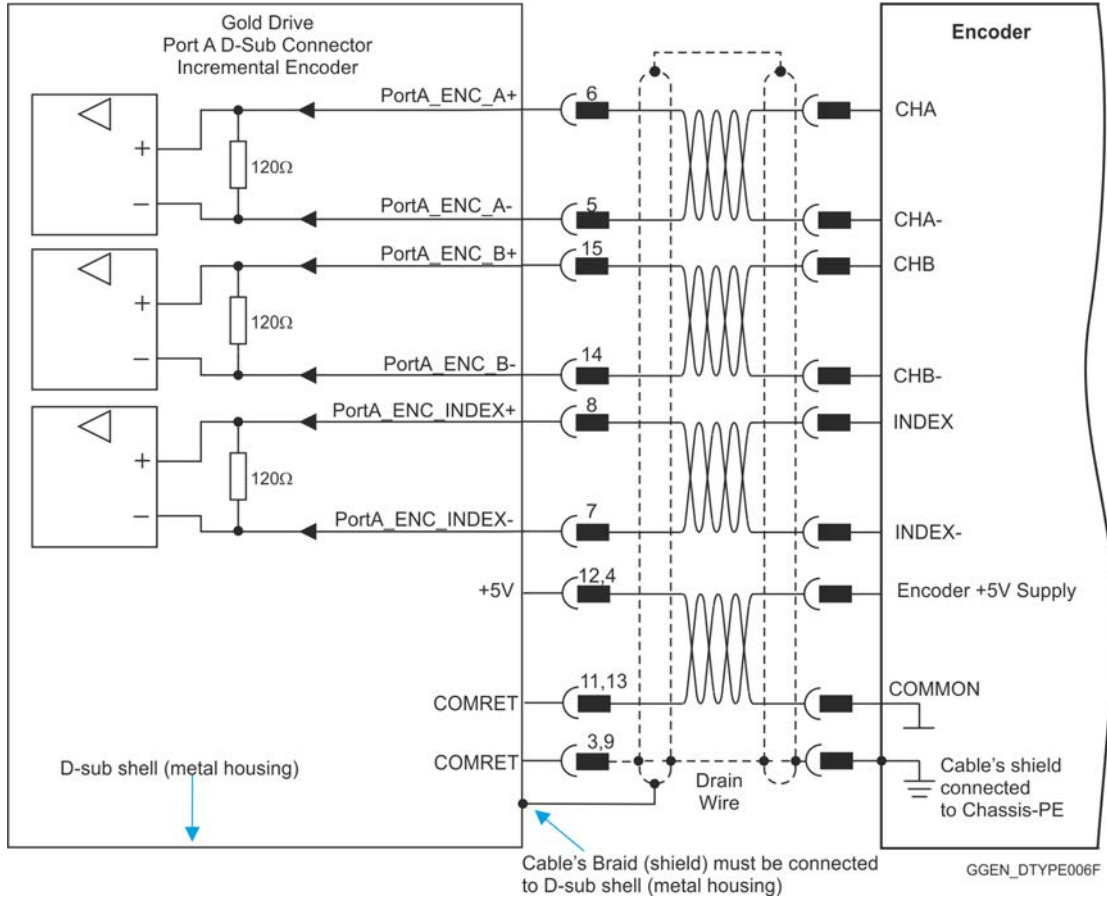 Gold Drive
Port A D-Sub Connector
Incremental Encoder
Encoder
PortA_ENC_A+
6
CHA
+
120Ω
−
PortA_ENC_A-
5
CHA-
PortA_ENC_B+
15
CHB
+
120Ω
−
PortA_ENC_B-
14
CHB-
PortA_ENC_INDEX+
8
INDEX
+
120Ω
−
PortA_ENC_INDEX-
7
INDEX-
+5V
12,4
Encoder +5V Supply
COMRET
11,13
COMMON
COMRET
3,9
D-sub shell (metal housing)
Drain
Wire
Cable's shield
connected
to Chassis-PE
Cable's Braid (shield) must be connected
to D-sub shell (metal housing)
GGEN_DTYPE006F